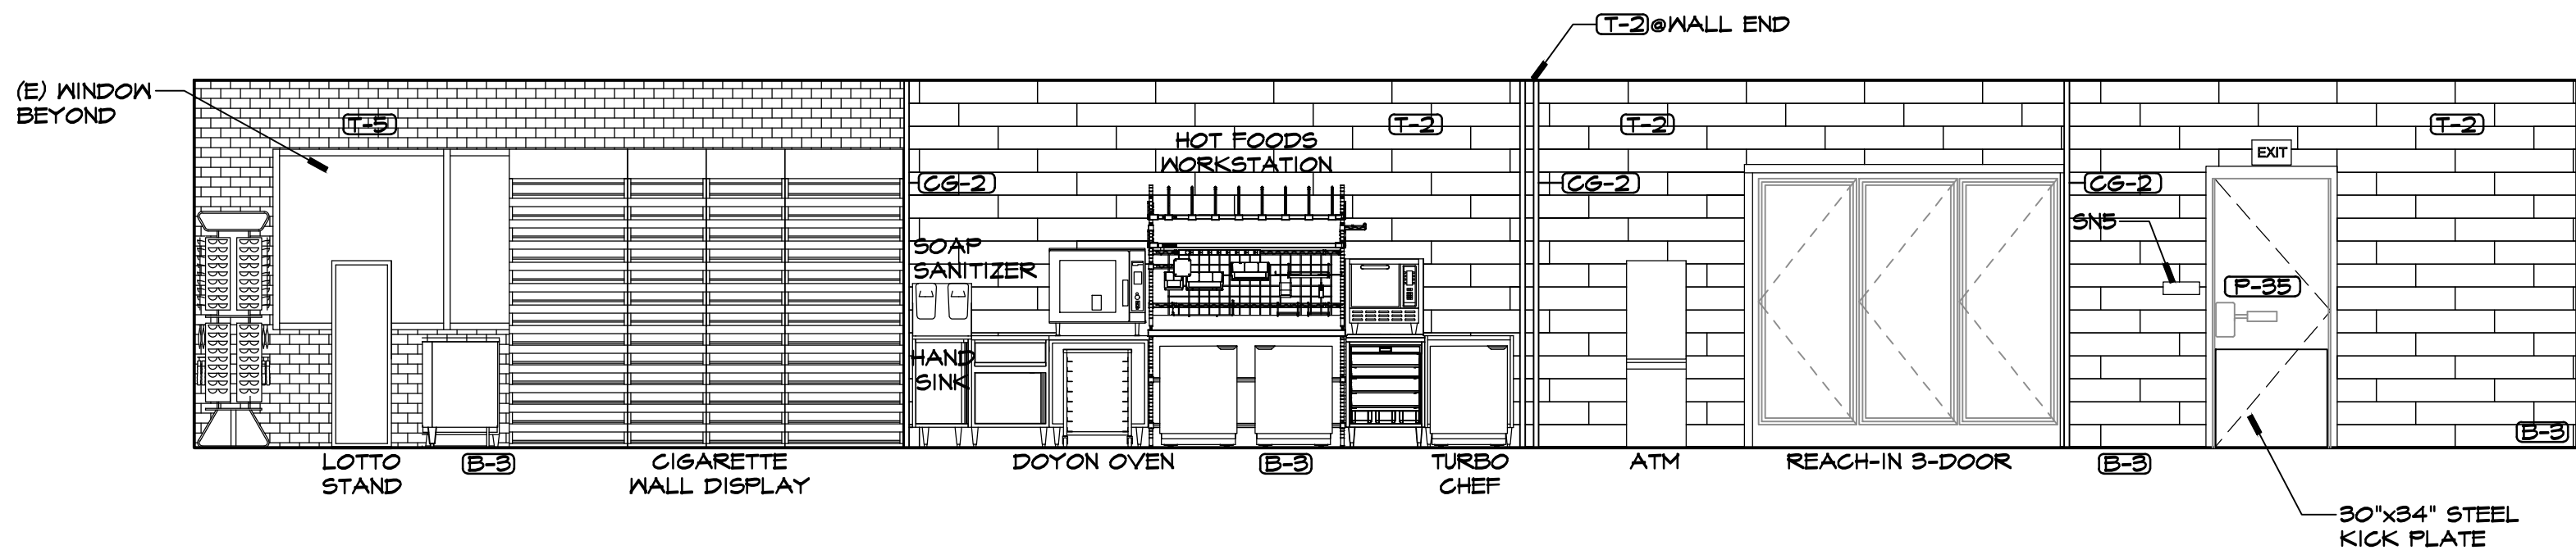 T-2 @WALL END
(E) WINDOW
BEYOND
T-5
T-2
T-2
T-2
HOT FOODS
WORKSTATION
EXIT
CG-2
CG-2
CG-2
SN5
SOAP
SANITIZER
P-35
HAND
SINK
B-3
LOTTO
STAND
B-3
CIGARETTE
WALL DISPLAY
DOYON OVEN
B-3
TURBO
CHEF
ATM
REACH-IN 3-DOOR
B-3
30"x34" STEEL
KICK PLATE